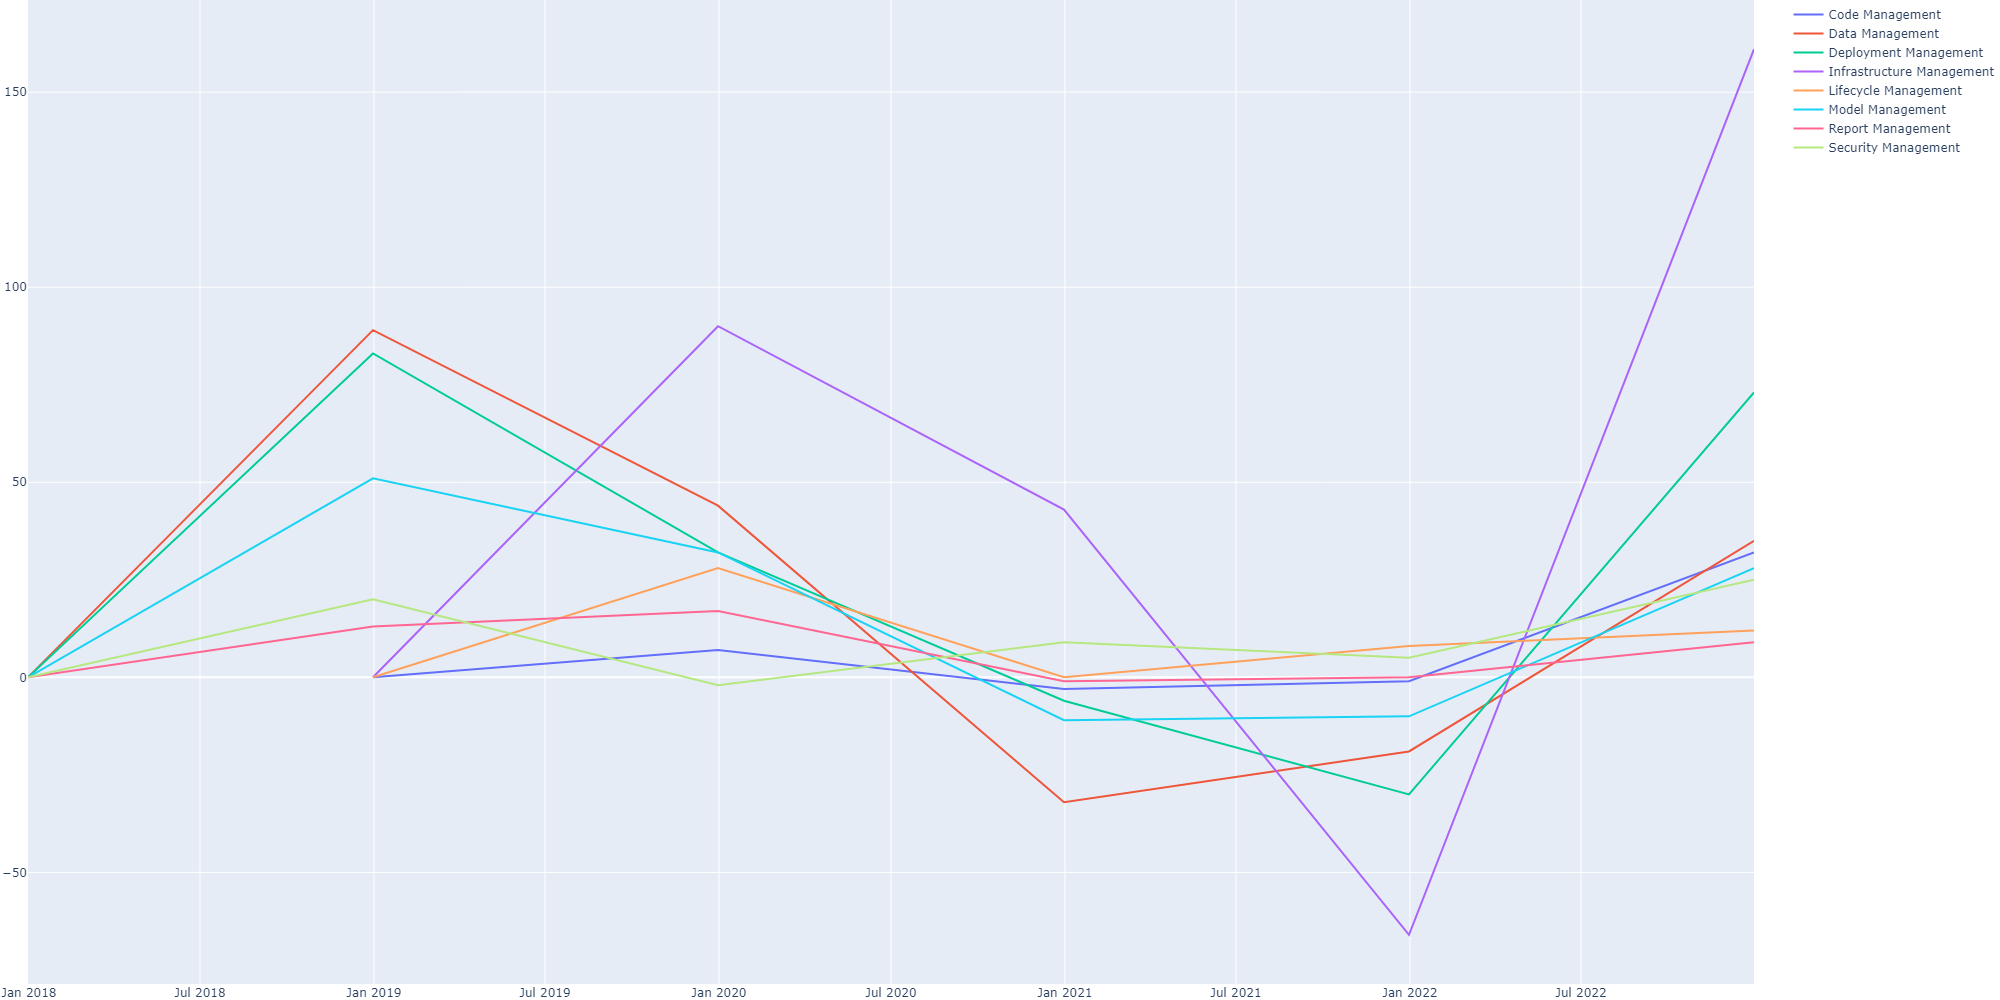 150
100
50
0
−50
Jan 2018
Jul 2018
Jan 2019
Jul 2019
Jan 2020
Jul 2020
Jan 2021
Jul 2021
Jan 2022
Jul 2022
Code Management
Data Management
Deployment Management
Infrastructure Management
Lifecycle Management
Model Management
Report Management
Security Management